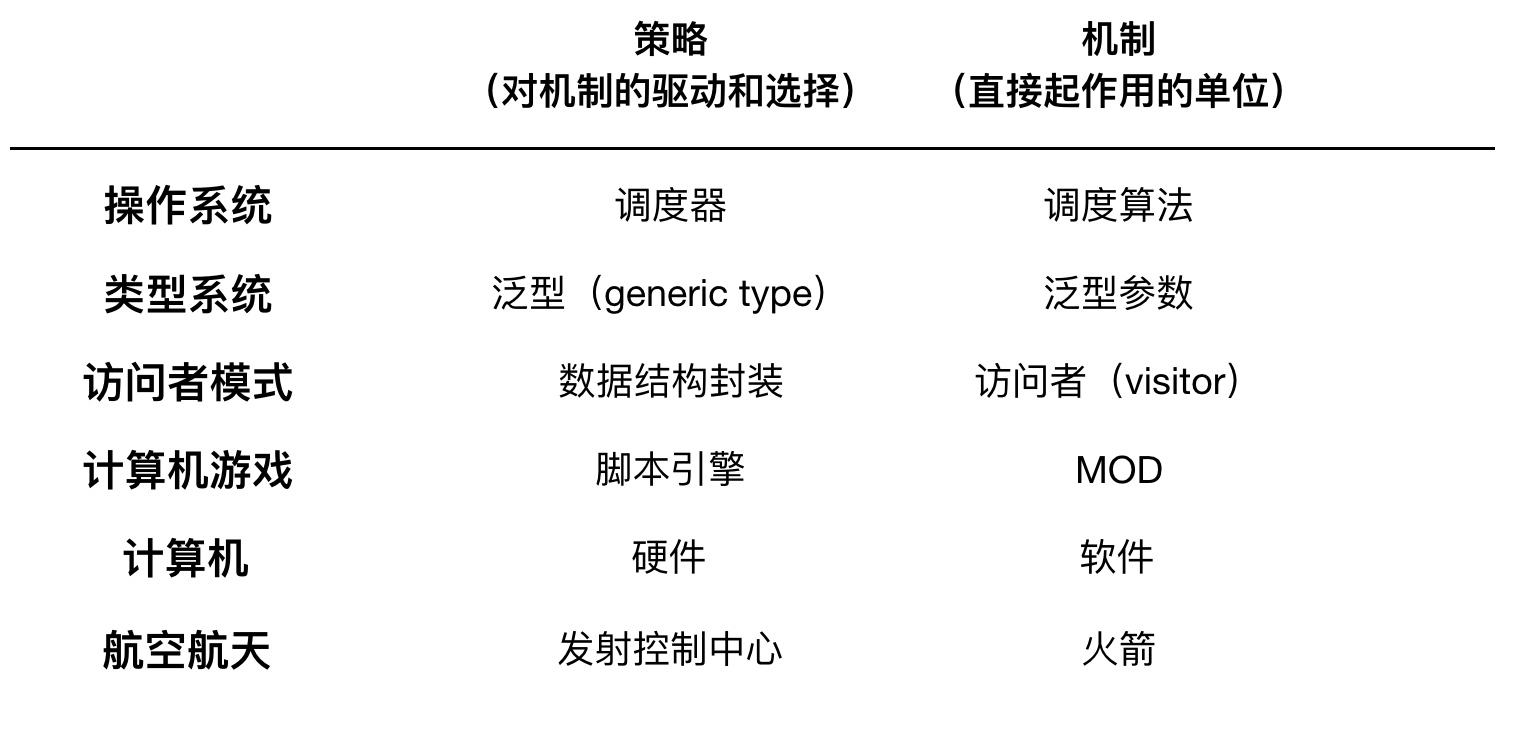 策略 机制
（对机制的驱动和选择） （直接起作用的单位）
操作系统 调度器 调度算法
类型系统 泛型（generic type） 泛型参数
访问者模式 数据结构封装 访问者（visitor）
计算机游戏 脚本引擎 MOD
计算机 硬件 软件
航空航天 发射控制中心 火箭